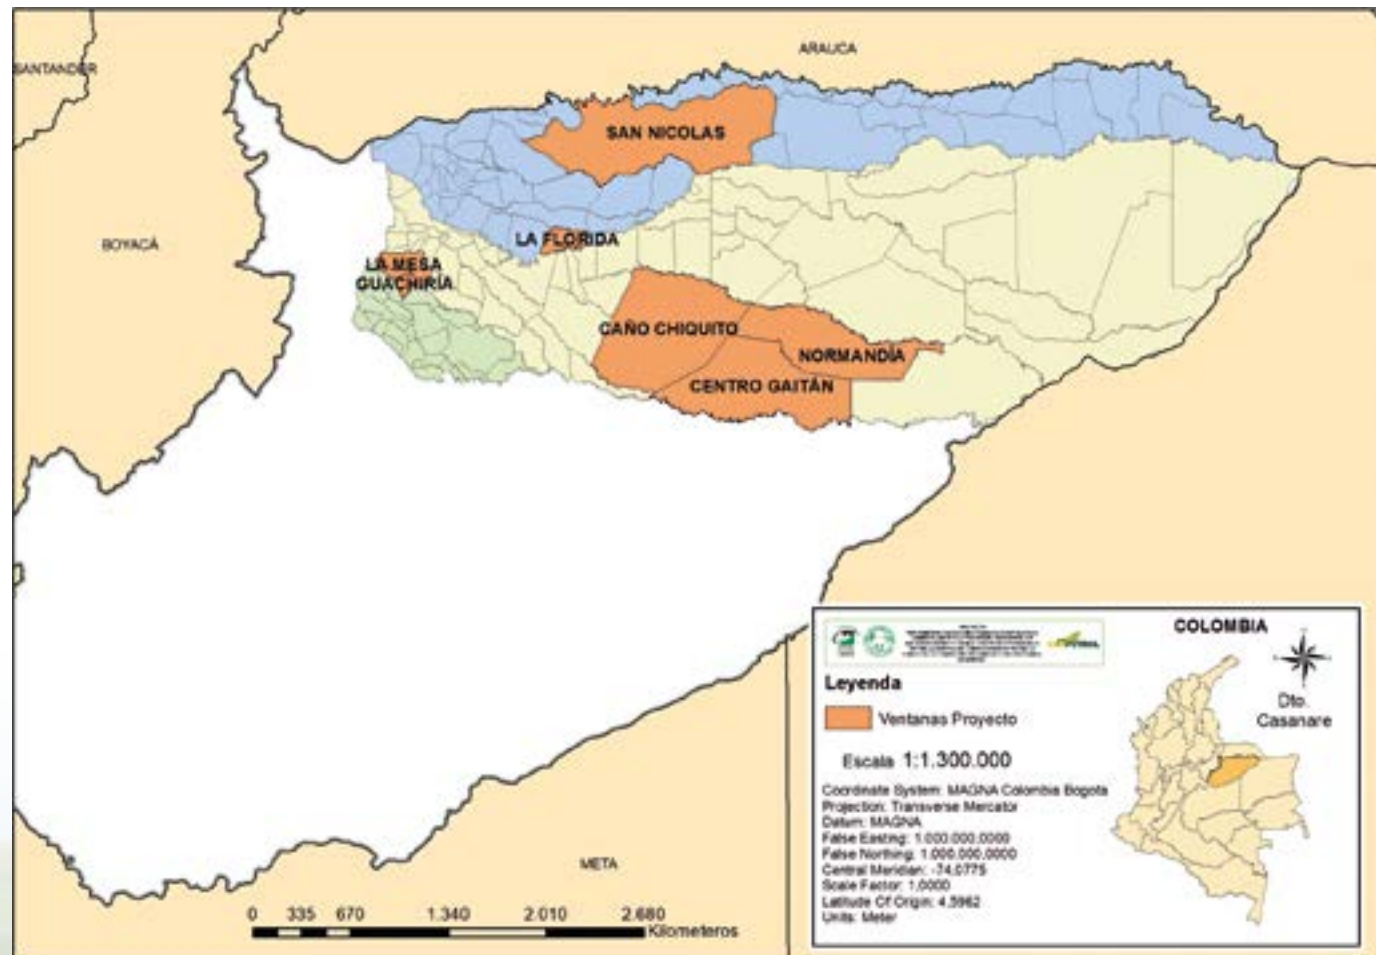 SANTANDER
ARAUCA
SAN NICOLAS
BOYACÁ
LA FLORIDA
LA MESA
GUACHIRÍA
CAÑO CHIQUITO
NORMANDÍA
CENTRO GAITÁN
META
0 335 670 1.340 2.010 2.680
Kilometeros
COLOMBIA
Dto.
Casanare
Leyenda
Ventanas Proyecto
Escala 1:1.300.000
Coordinate System: MAGNA Colombia Bogota
Projection: Transverse Mercator
Datum: MAGNA
False Easting: 1.000.000,0000
False Northing: 1.000.000,0000
Central Meridian: -74,0775
Scale Factor: 1,0000
Latitude Of Origin: 4,5962
Units: Meter